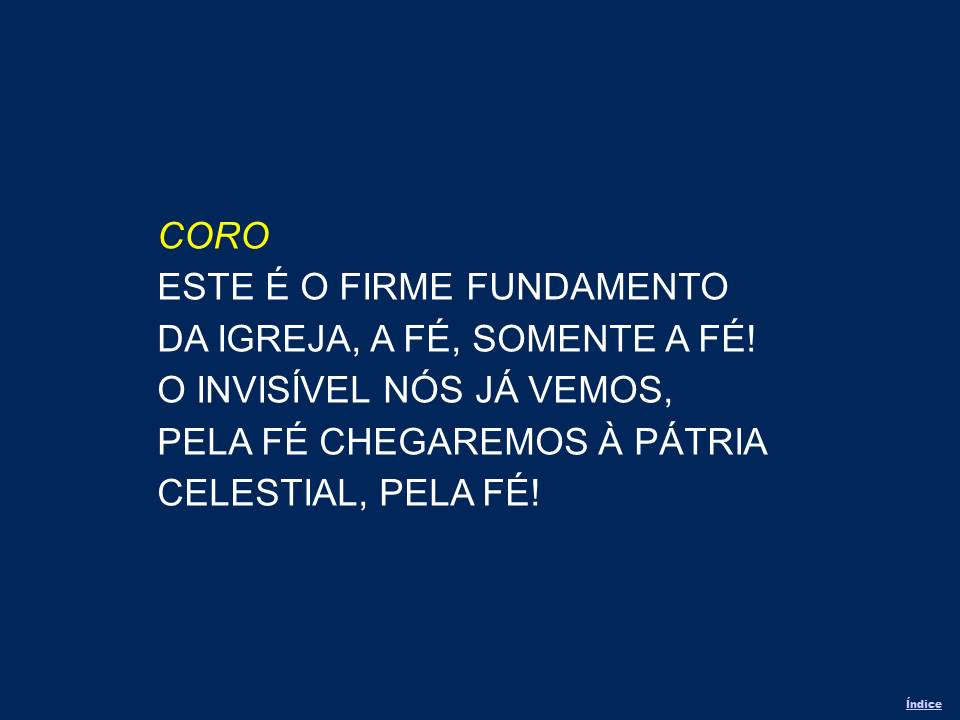 CORO
ESTE É O FIRME FUNDAMENTO
DA IGREJA, A FÉ, SOMENTE A FÉ!
O INVISÍVEL NÓS JÁ VEMOS,
PELA FÉ CHEGAREMOS À PÁTRIA
CELESTIAL, PELA FÉ!
Índice